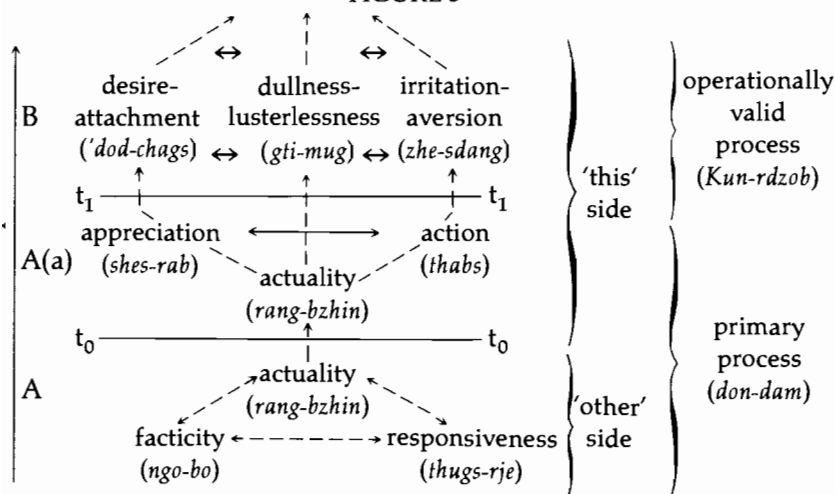 desire-
attachment
('dod-chags)
dullness-
lusterlessness
(gti-mug)
irritation-
aversion
(zhe-sdang)
B
t1
t1
appreciation
(shes-rab)
action
(thabs)
A(a)
actuality
(rang-bzhin)
t0
t0
actuality
(rang-bzhin)
A
facticity
(ngo-bo)
responsiveness
(thugs-rje)
'this'
side
'other'
side
operationally
valid
process
(Kun-rdzob)
primary
process
(don-dam)